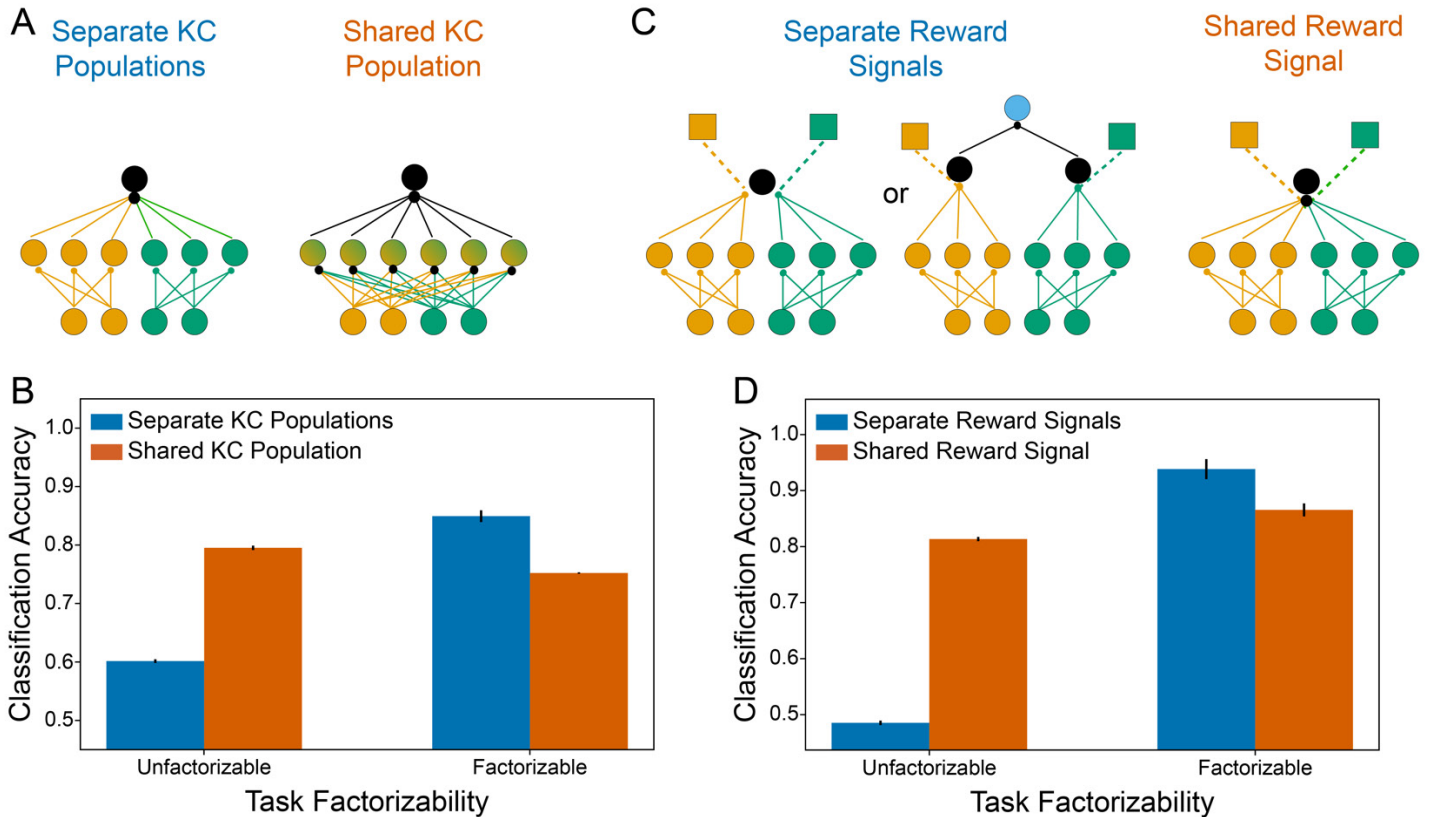 A
Separate KC
Populations
Shared KC
Population
B
Classification Accuracy
1.0
0.9
0.8
0.7
0.6
0.5
Separate KC Populations
Shared KC Population
Unfactorizable
Factorizable
Task Factorizability
C
Separate Reward
Signals
or
Shared Reward
Signal
D
Classification Accuracy
1.0
0.9
0.8
0.7
0.6
0.5
Separate Reward Signals
Shared Reward Signal
Unfactorizable
Factorizable
Task Factorizability